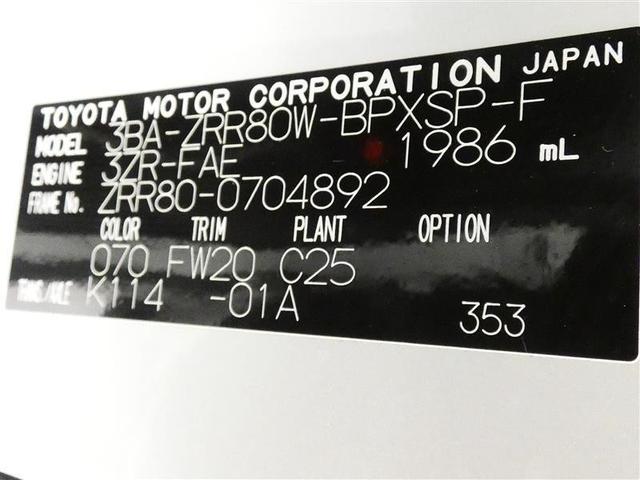 TOYOTA MOTOR CORPORATION JAPAN
MODEL 3BA-ZRR80W-BPXSP-F
ENGINE 3ZR-FAE 1986 mL
FRAME No. ZRR80-0704892
COLOR TRIM PLANT OPTION
070 FW20 C25
TRANS/AXLE K114 -01A 353